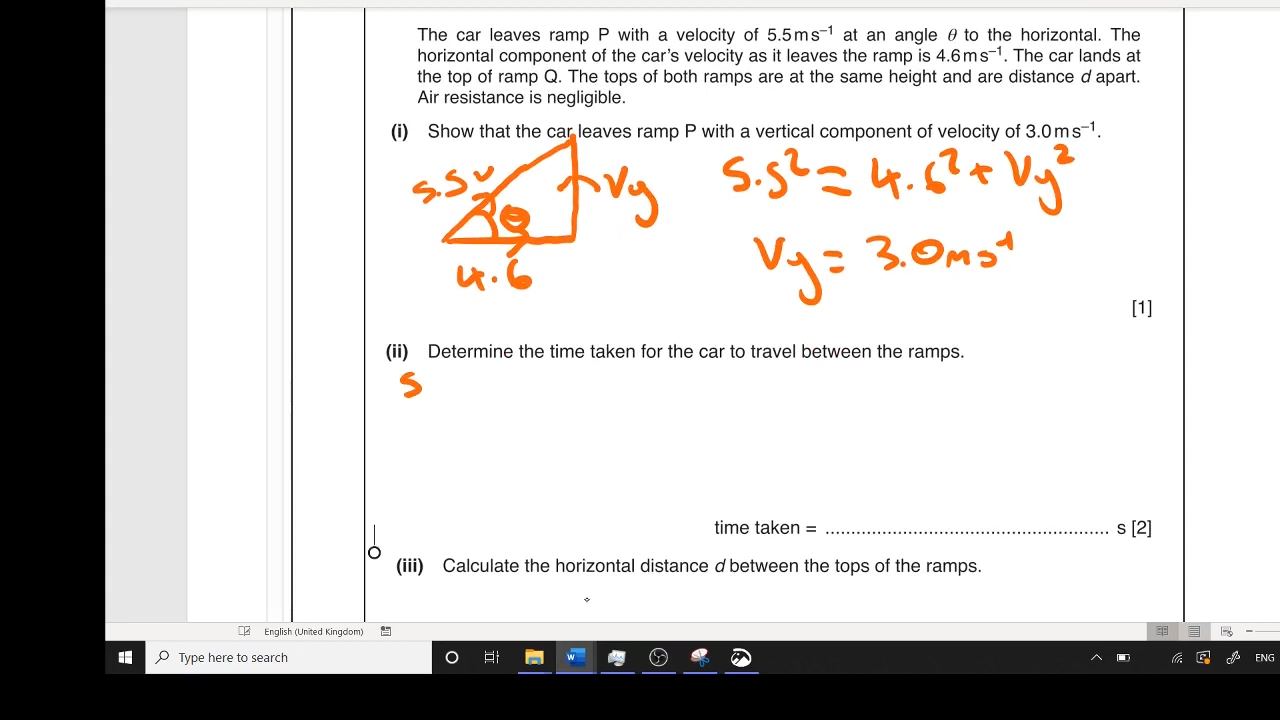 The car leaves ramp P with a velocity of 5.5 m s⁻¹ at an angle θ to the horizontal. The
horizontal component of the car's velocity as it leaves the ramp is 4.6 m s⁻¹. The car lands at
the top of ramp Q. The tops of both ramps are at the same height and are distance d apart.
Air resistance is negligible.
(i) Show that the car leaves ramp P with a vertical component of velocity of 3.0 m s⁻¹.
5.5 θ Vy
4.6
5.5² = 4.6² + Vy²
Vy = 3.0 m s⁻¹
[1]
(ii) Determine the time taken for the car to travel between the ramps.
S
time taken = ...................................................... s [2]
(iii) Calculate the horizontal distance d between the tops of the ramps.
English (United Kingdom)
Type here to search
ENG